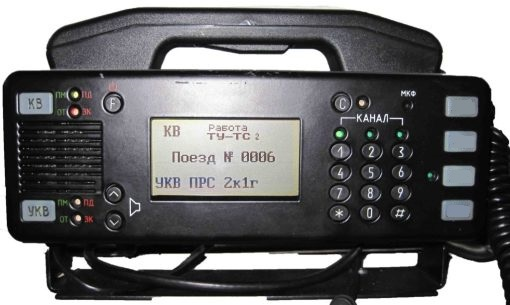 КВ
ПМ ПД
ОТ ЗК
F
С
МКФ
КАНАЛ
КВ Работа
ТУ-ТС 2
Поезд № 0006
УКВ ПРС 2к1г
1 2 3
4 5 6
7 8 9
* 0 #
УКВ
ПМ ПД
ОТ ЗК